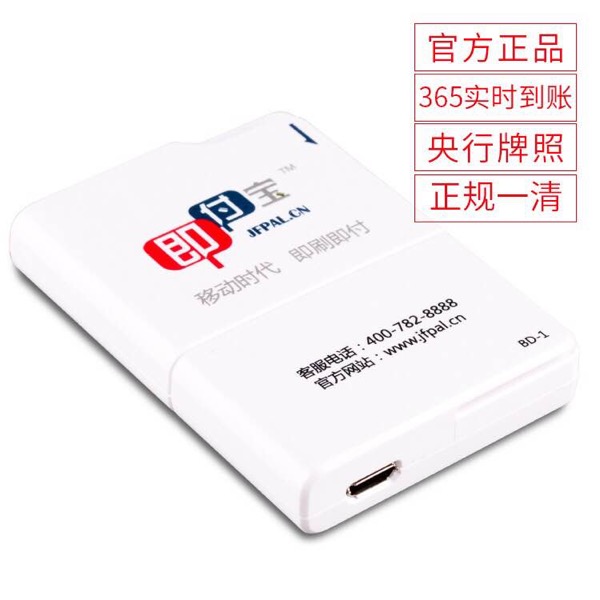 官方正品
365实时到账
央行牌照
正规一清
即付宝™
JFPAL.CN
移动时代 即刷即付
客服电话：400-782-8888
官方网站：www.jfpal.cn
BD-1